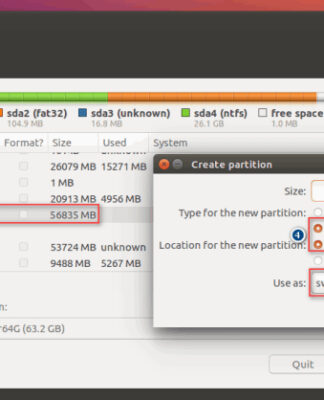 sda2 (fat32) sda3 (unknown) sda4 (ntfs) free space
104.9 MB 16.8 MB 26.1 GB 1.0 MB
Format? Size Used System
26079 MB 15271 MB
1 MB
20913 MB 4956 MB
56835 MB
53724 MB unknown
9488 MB 5267 MB
Create partition
Size:
Type for the new partition:
4
Location for the new partition:
Use as: sw
n:
r64G (63.2 GB)
Quit